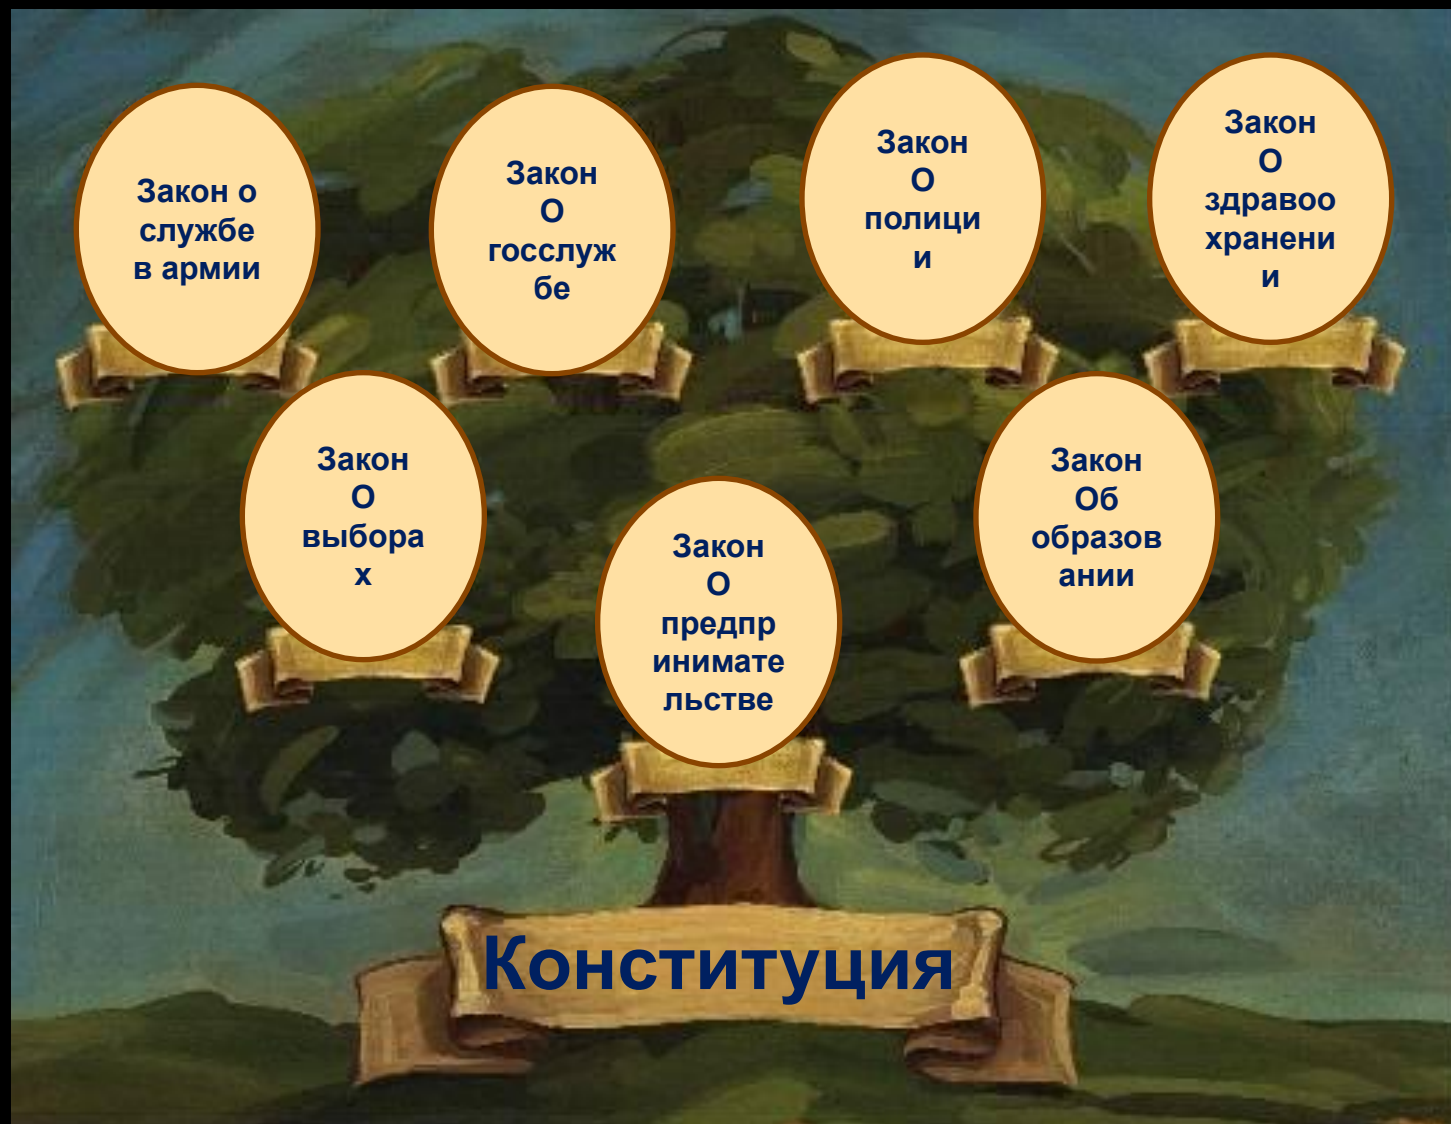 Закон о
службе
в армии
Закон
О
госслуж
бе
Закон
О
полици
и
Закон
О
здравоо
хранени
и
Закон
О
выбора
х
Закон
О
предпр
инимате
льстве
Закон
Об
образов
ании
Конституция